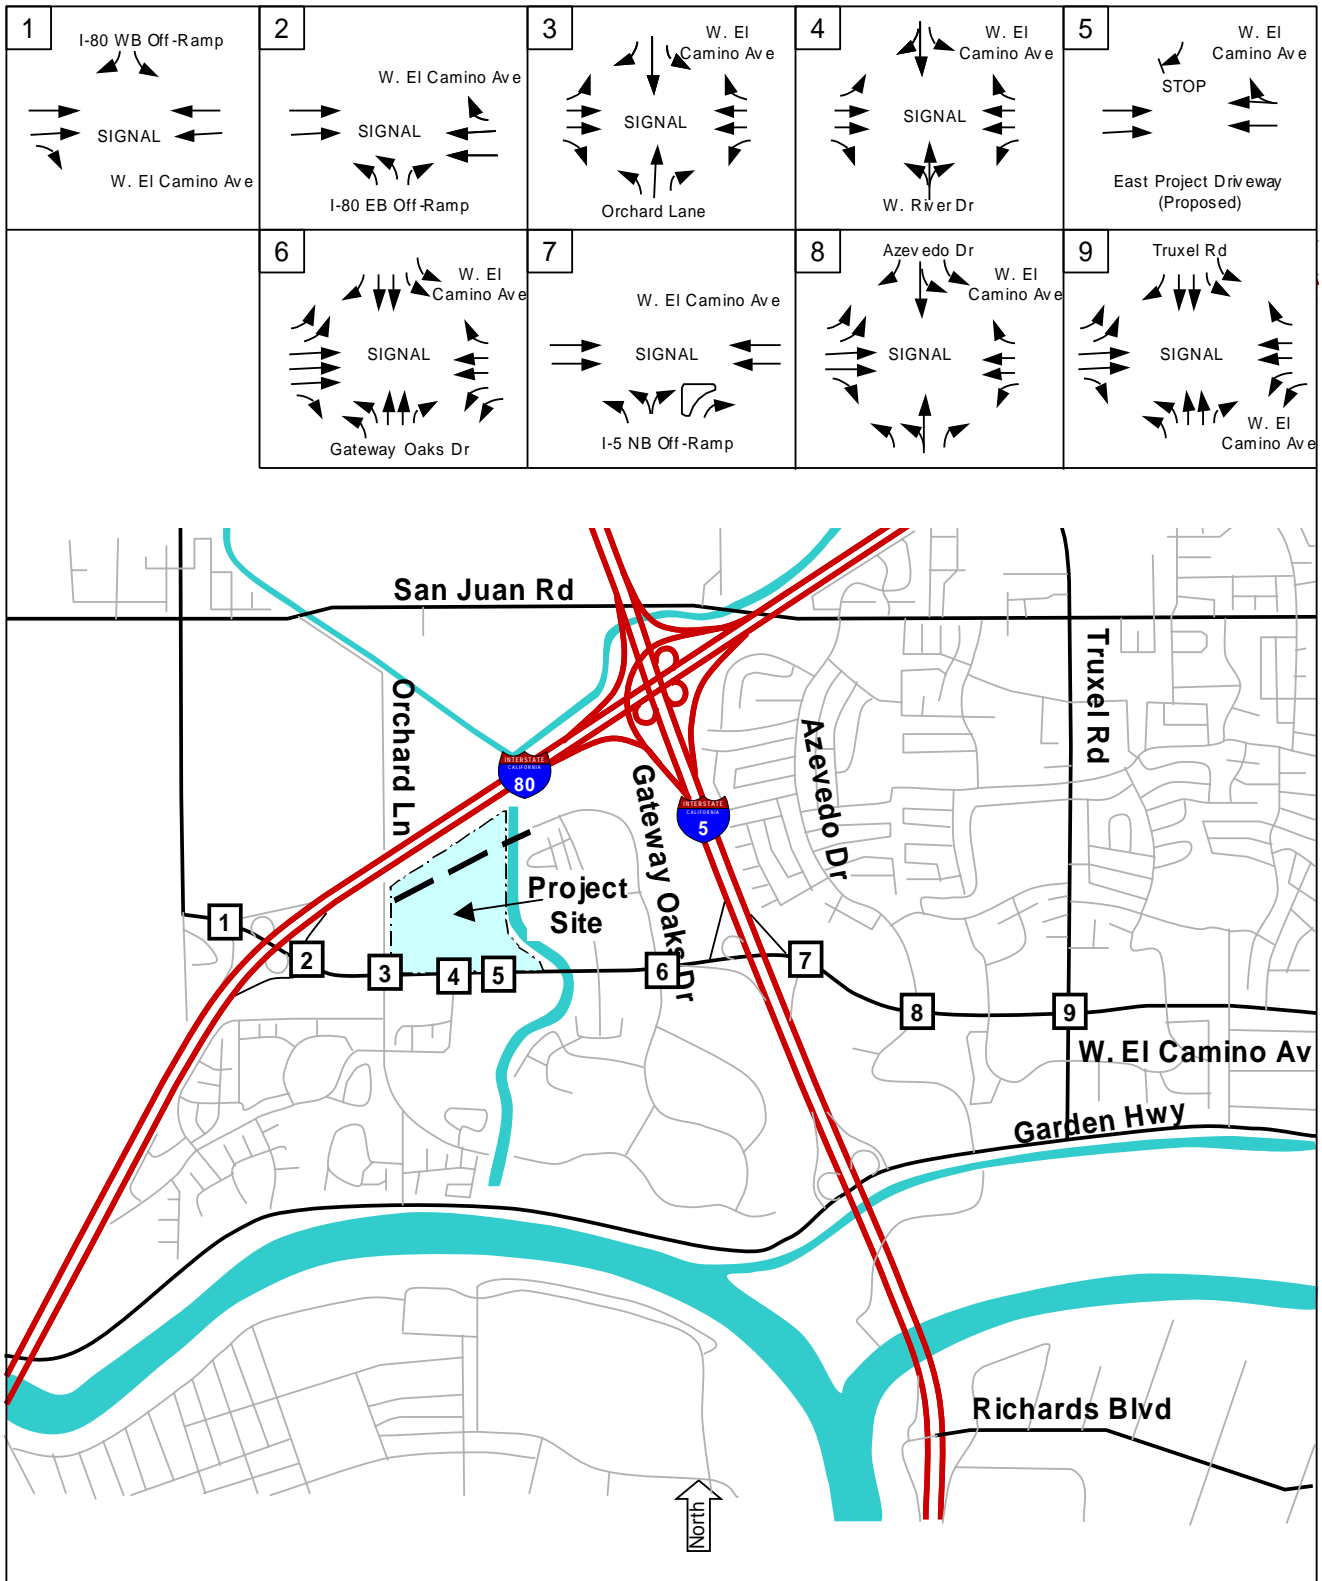 1
I-80 WB Off-Ramp
SIGNAL
W. El Camino Ave
2
W. El Camino Ave
SIGNAL
I-80 EB Off-Ramp
3
W. El
Camino Ave
SIGNAL
Orchard Lane
4
W. El
Camino Ave
SIGNAL
W. River Dr
5
W. El
Camino Ave
STOP
East Project Driveway
(Proposed)
6
W. El
Camino Ave
SIGNAL
Gateway Oaks Dr
7
W. El Camino Ave
SIGNAL
I-5 NB Off-Ramp
8
Azevedo Dr
W. El
Camino Ave
SIGNAL
9
Truxel Rd
SIGNAL
W. El
Camino Ave
San Juan Rd
Orchard Ln
Truxel Rd
Azevedo Dr
Gateway Oaks Dr
INTERSTATE
CALIFORNIA
80
INTERSTATE
CALIFORNIA
5
Project
Site
1
2
3
4
5
6
7
8
9
W. El Camino Av
Garden Hwy
Richards Blvd
North